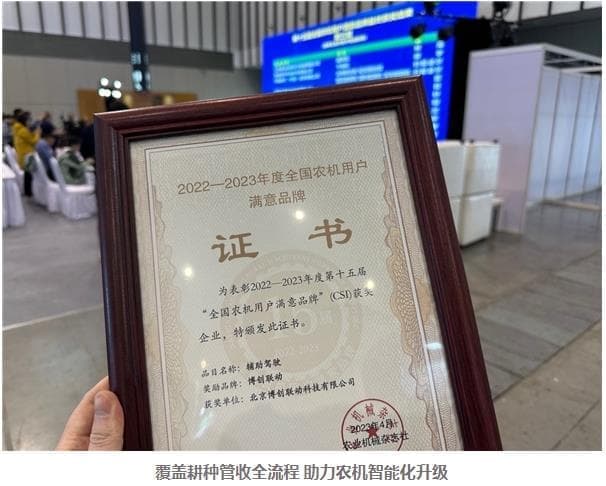 2022—2023年度全国农机用户
满意品牌
证 书
为表彰2022—2023年度第十五届
“全国农机用户满意品牌”(CSI)获奖
企业，特颁发此证书。
品目名称：辅助驾驶
奖励品牌：博创联动
获奖单位：北京博创联动科技有限公司
2023年4月
农业机械杂志社
覆盖耕种管收全流程 助力农机智能化升级